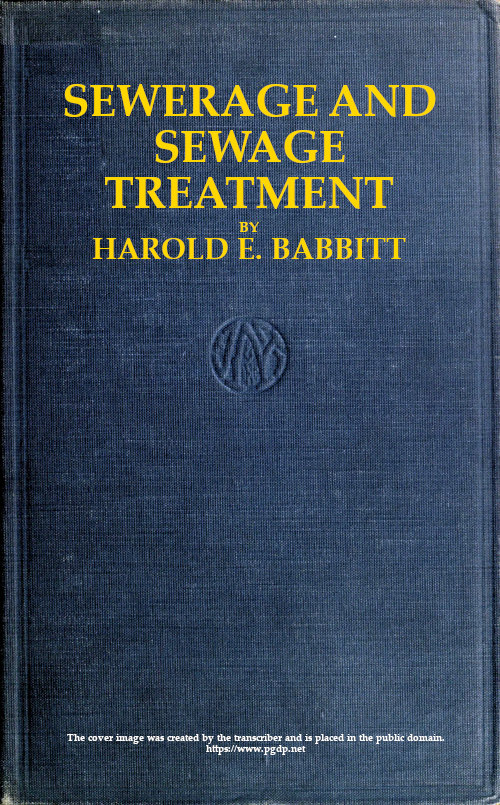 SEWERAGE AND
SEWAGE
TREATMENT
BY
HAROLD E. BABBITT
The cover image was created by the transcriber and is placed in the public domain.
https://www.pgdp.net